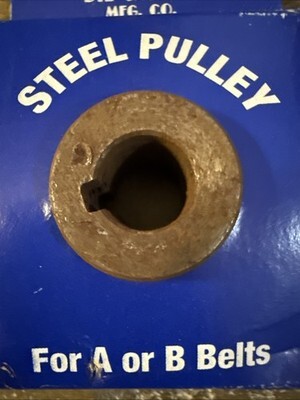 MFG. CO.
STEEL PULLEY
For A or B Belts